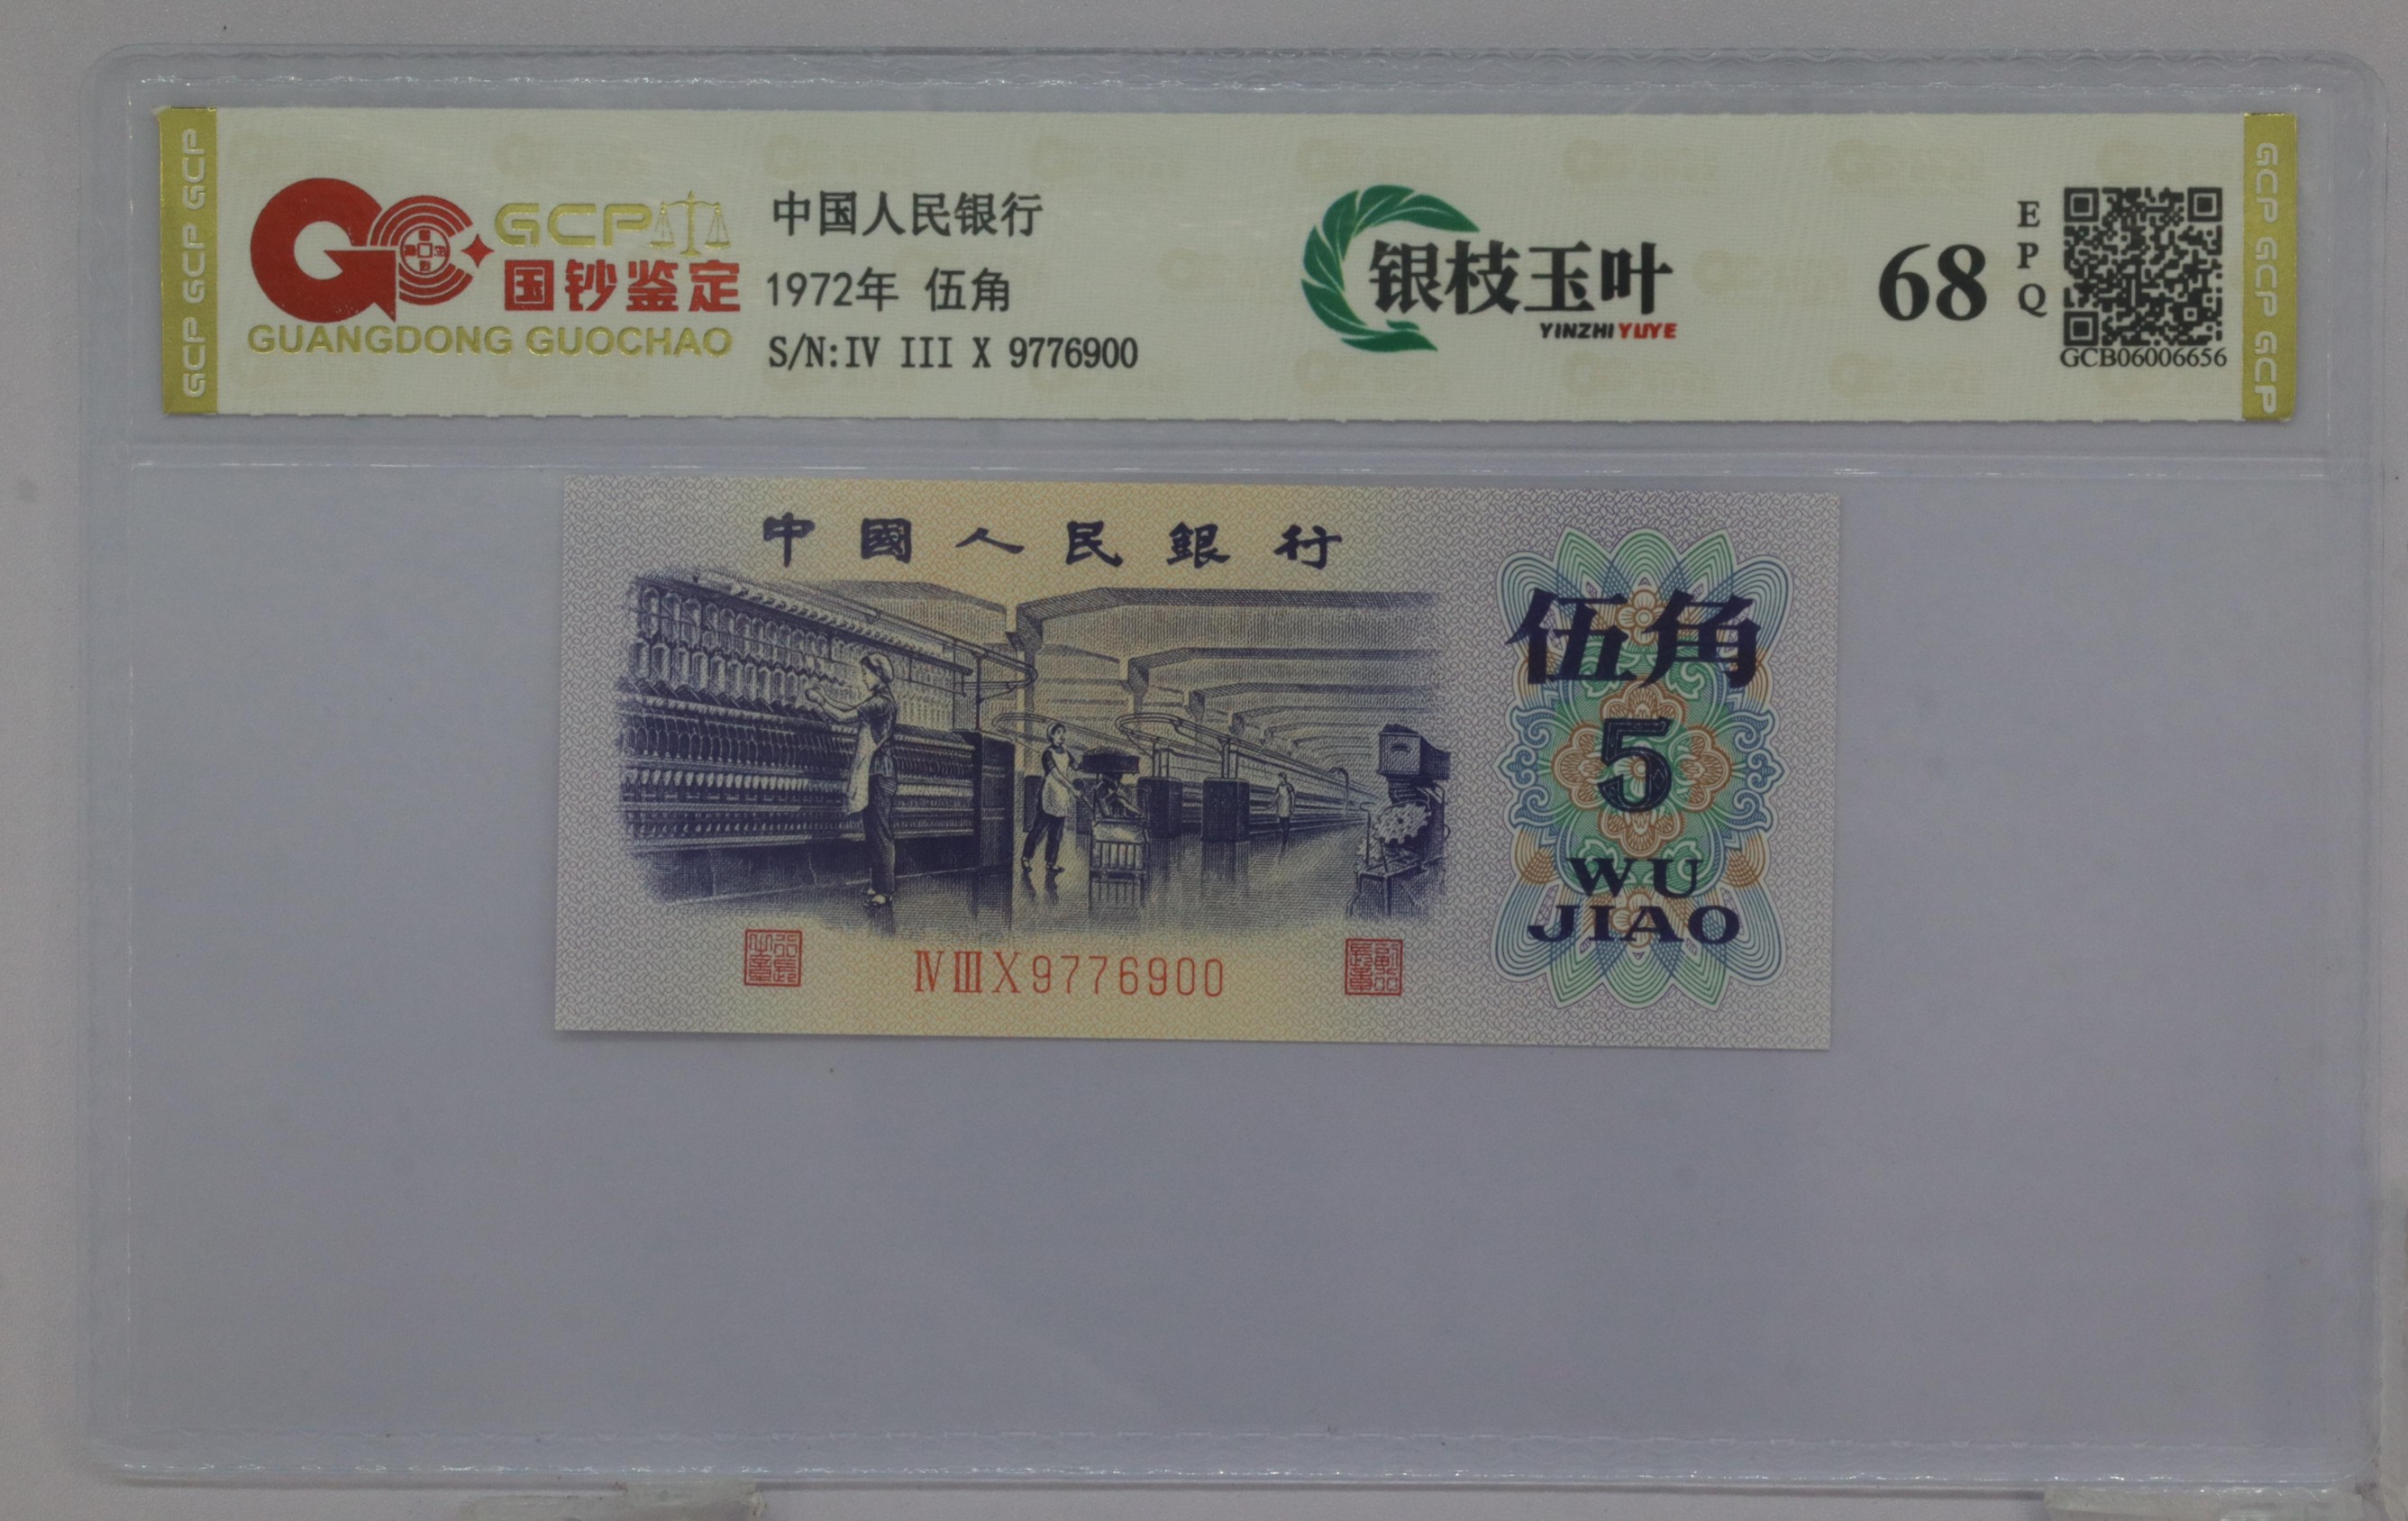 GCP GCP GCP
GCP
国钞鉴定
GUANGDONG GUOCHAO
中国人民银行
1972年 伍角
S/N:IV III X 9776900
银枝玉叶
YINZHI YUYE
68
EPQ
GCB06006656
GCP GCP GCP
中國人民銀行
伍角
5
WU
JIAO
ⅣⅢⅩ9776900